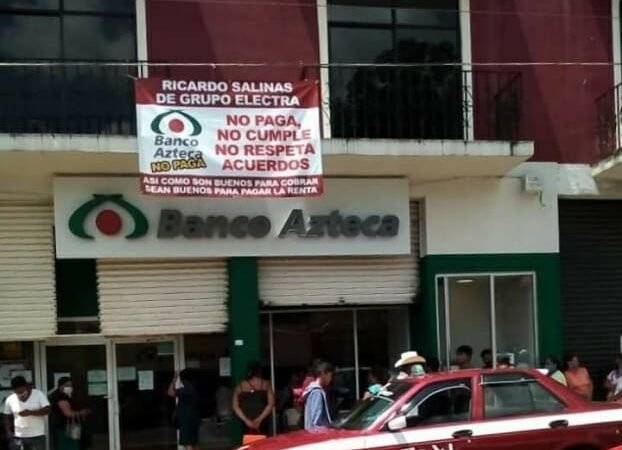 RICARDO SALINAS
DE GRUPO ELECTRA
Banco
Azteca
NO PAGA
NO PAGA,
NO CUMPLE
NO RESPETA
ACUERDOS
ASI COMO SON BUENOS PARA COBRAR
SEAN BUENOS PARA PAGAR LA RENTA
Banco Azteca